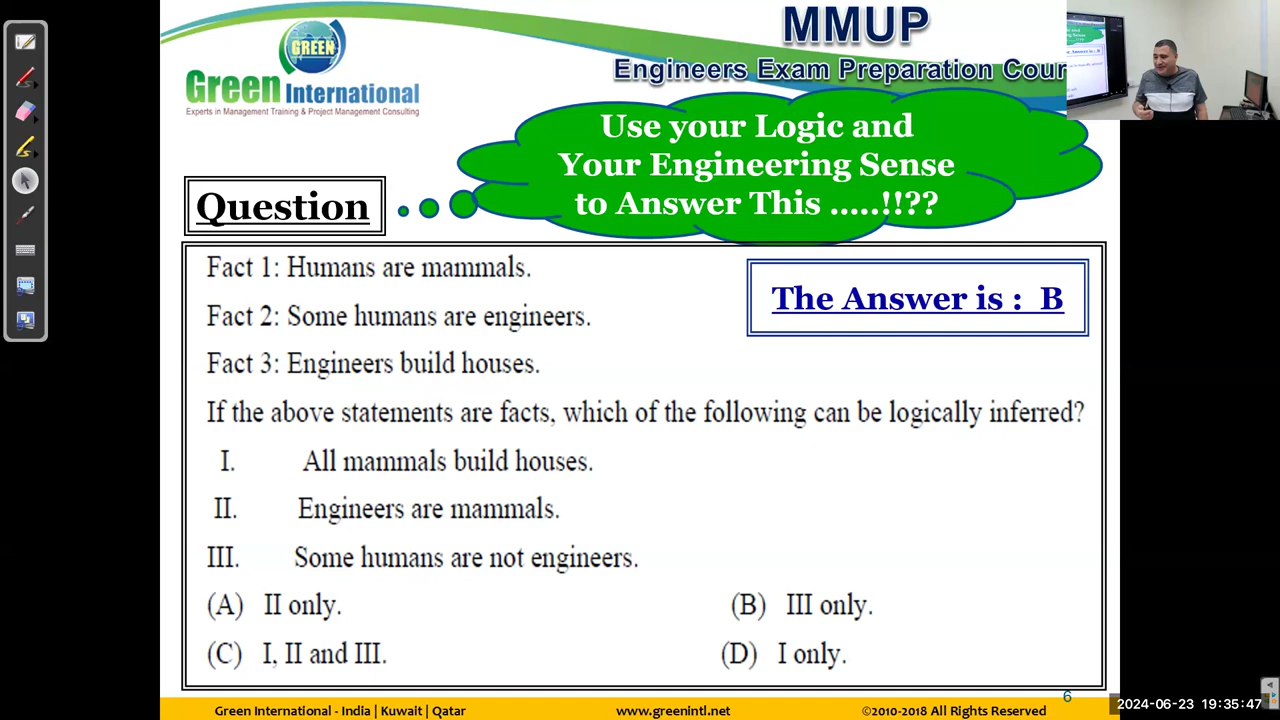 GREEN
Green International
Experts in Management Training & Project Management Consulting
MMUP
Engineers Exam Preparation Cour
Use your Logic and
Your Engineering Sense
to Answer This .....!!??
Question
Fact 1: Humans are mammals.
The Answer is : B
Fact 2: Some humans are engineers.
Fact 3: Engineers build houses.
If the above statements are facts, which of the following can be logically inferred?
I. All mammals build houses.
II. Engineers are mammals.
III. Some humans are not engineers.
(A) II only. (B) III only.
(C) I, II and III. (D) I only.
6
Green International - India | Kuwait | Qatar www.greenintl.net ©2010-2018 All Rights Reserved
2024-06-23 19:35:47